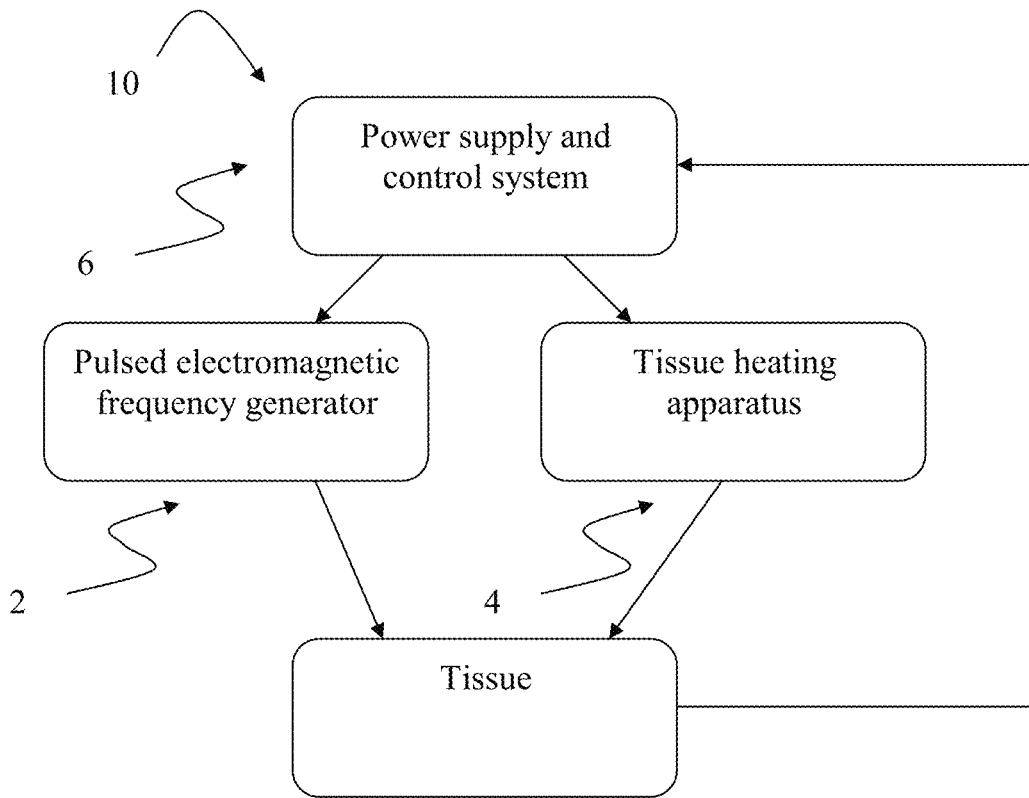 10
Power supply and
control system
6
Pulsed electromagnetic
frequency generator
Tissue heating
apparatus
2
4
Tissue